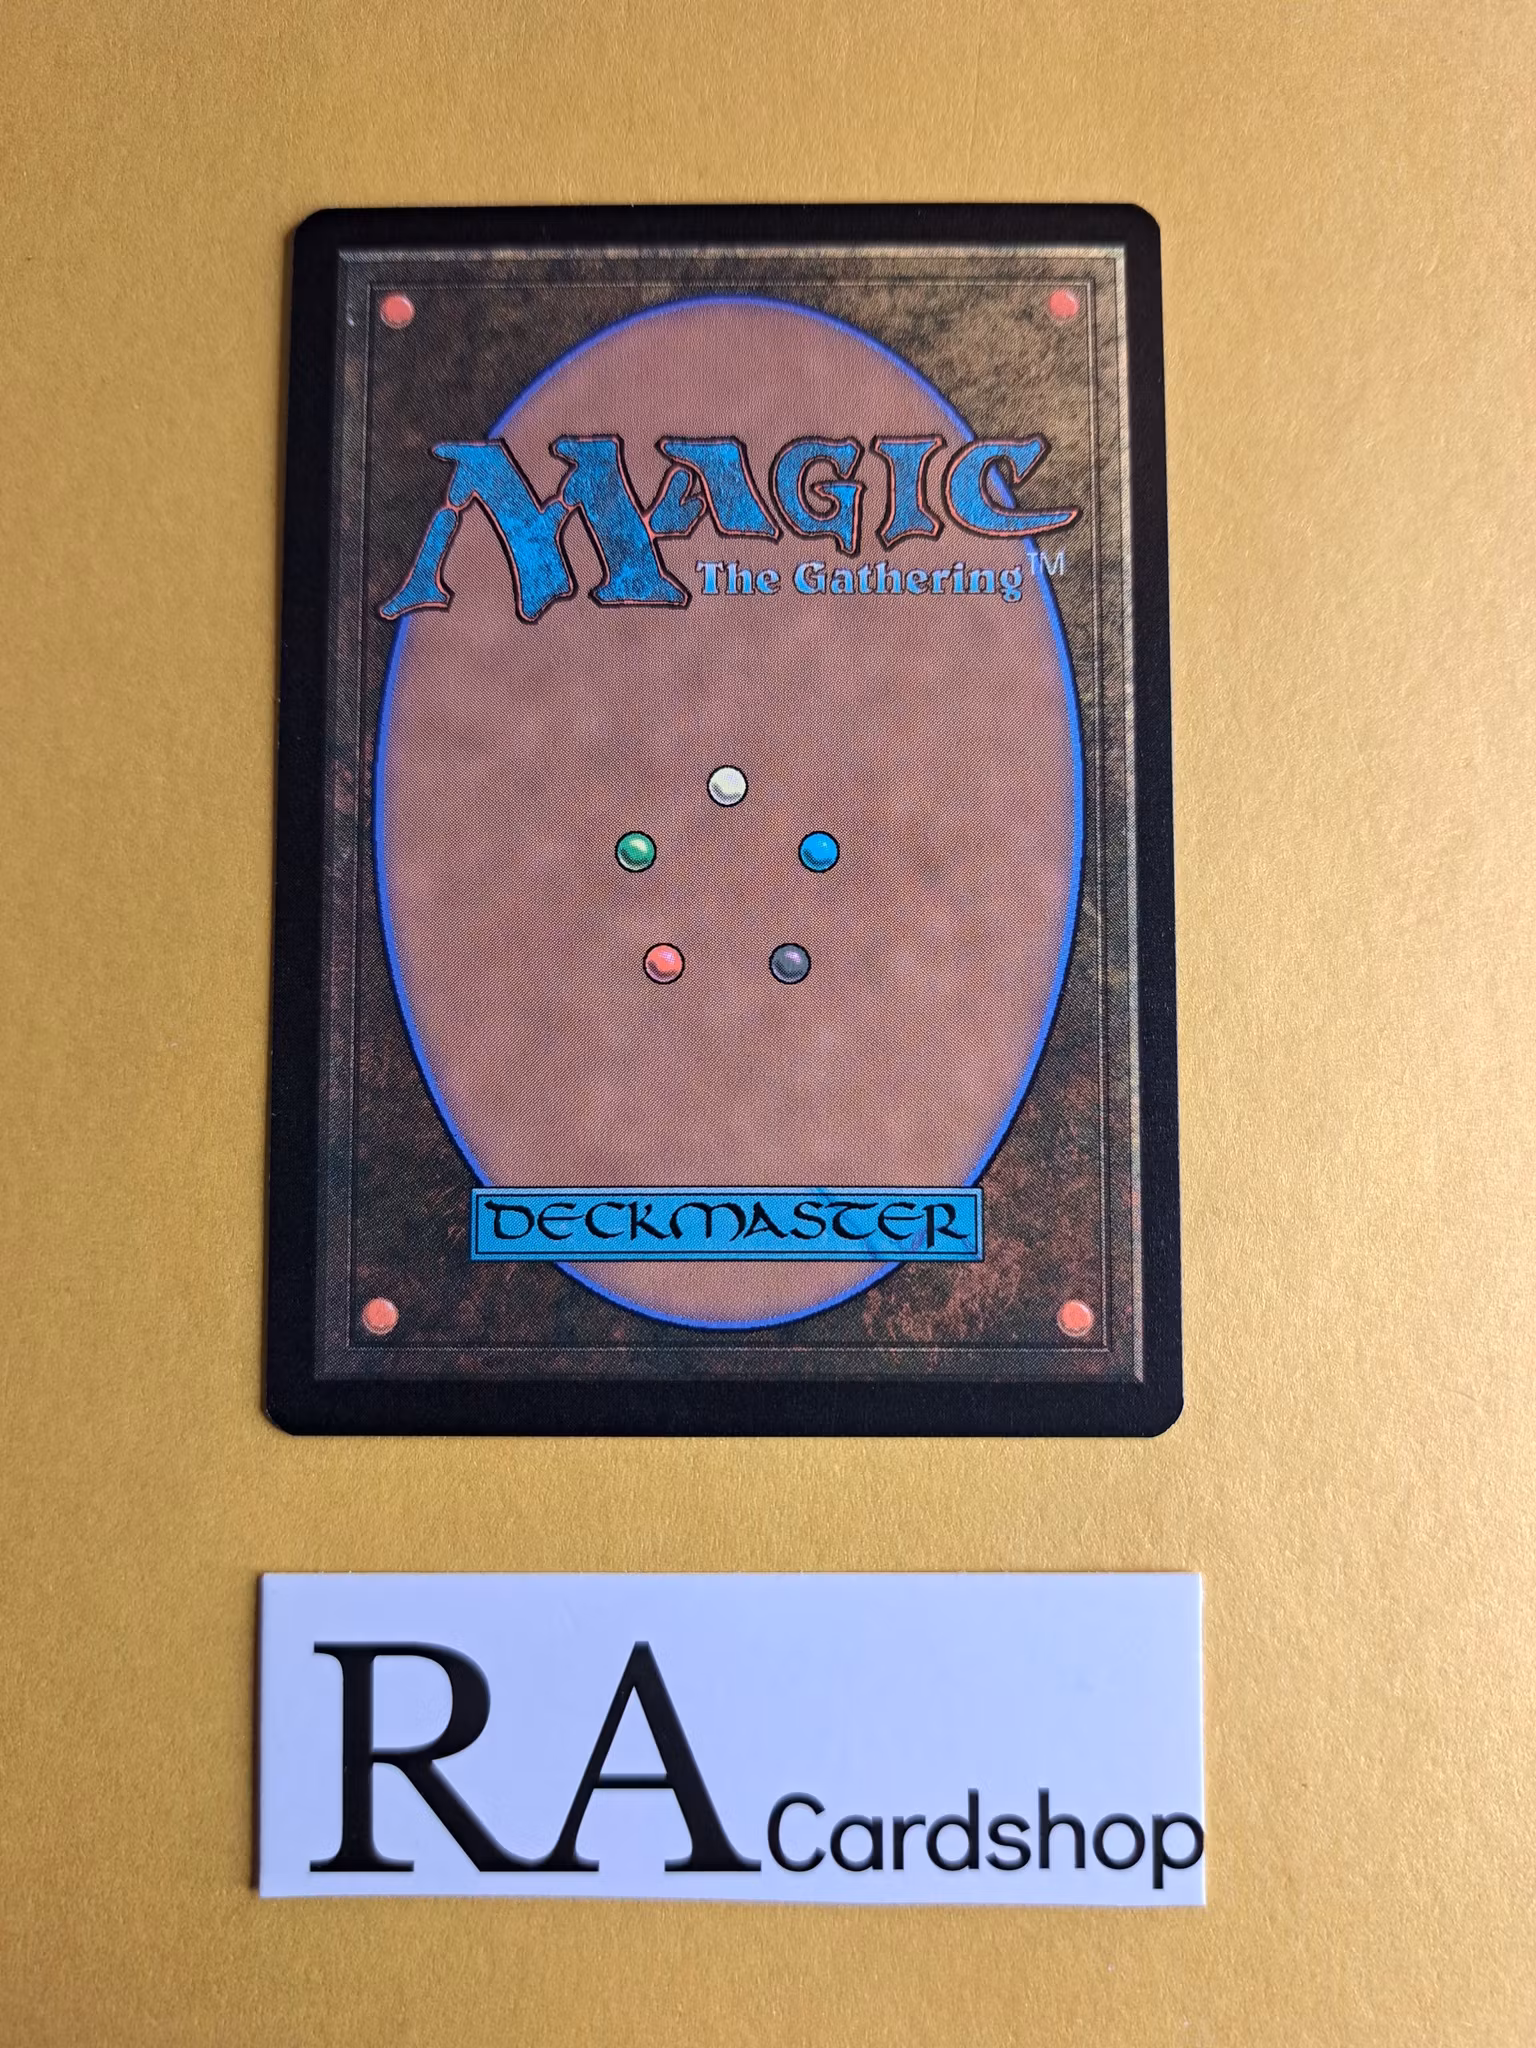 MAGIC
The Gathering™
DECKMASTER
RA Cardshop